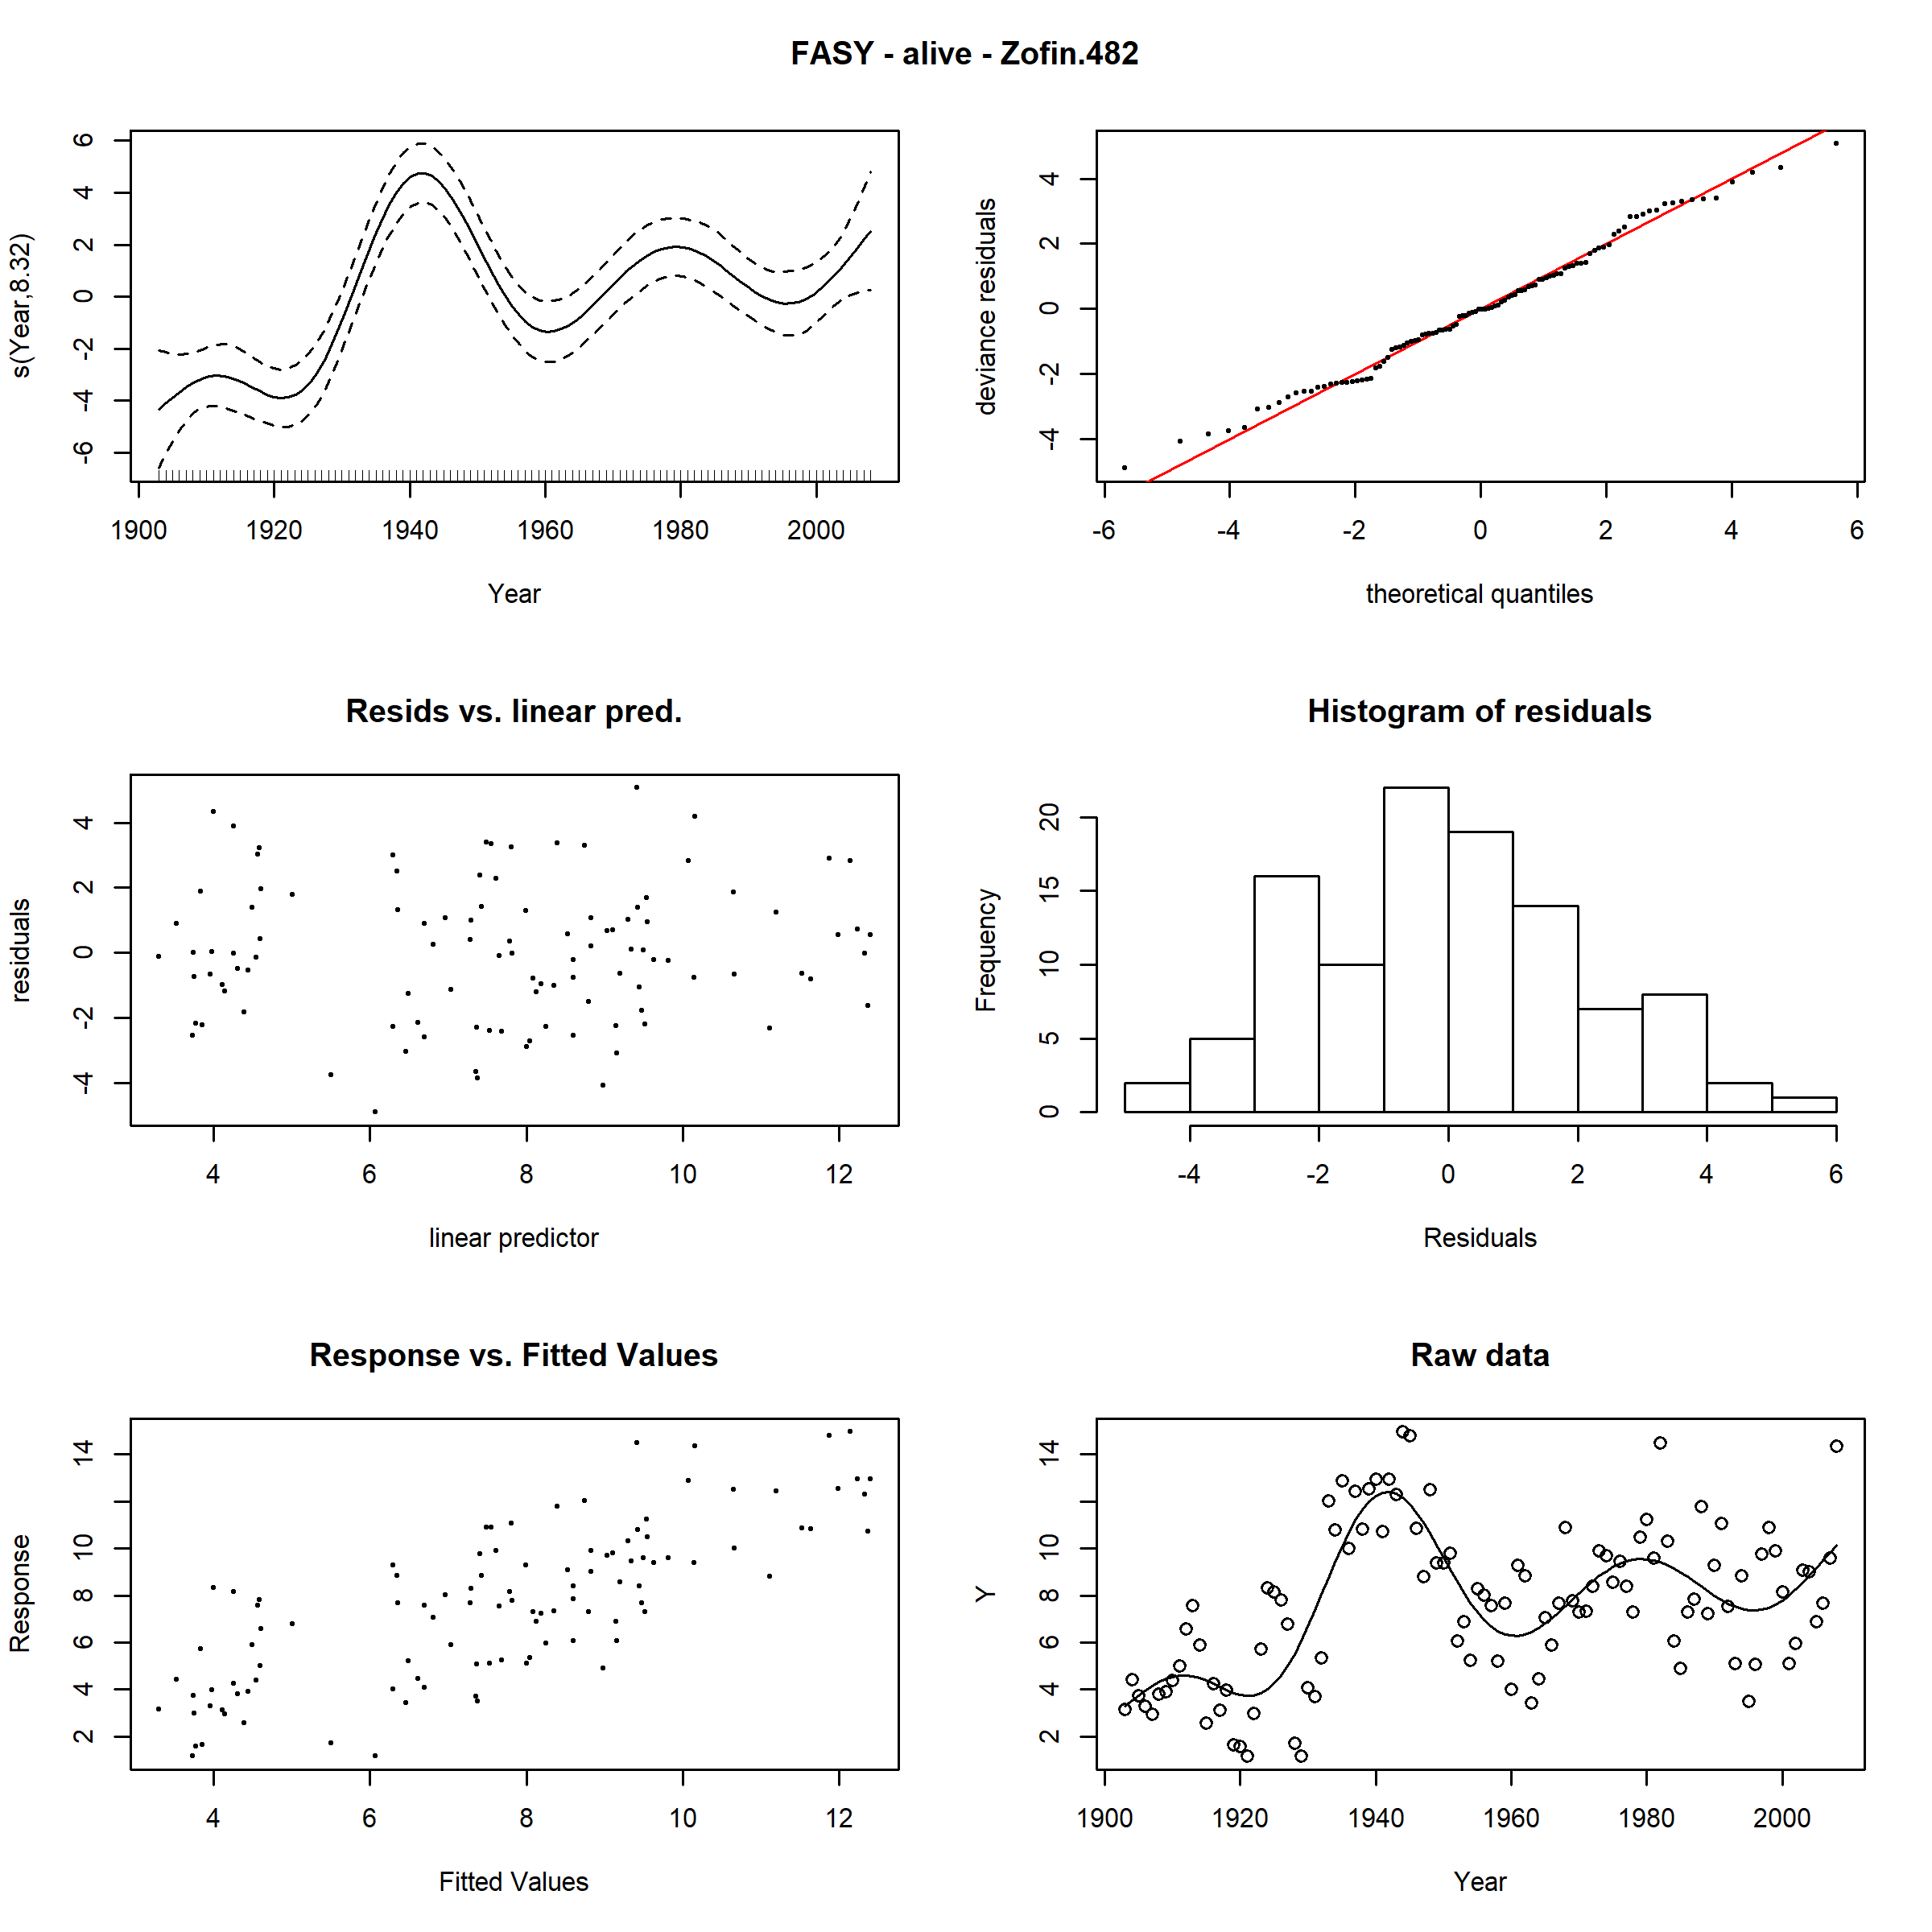 FASY - alive - Zofin.482
s(Year,8.32)
6
4
2
0
-2
-4
-6
1900 1920 1940 1960 1980 2000
Year
deviance residuals
4
2
0
-2
-4
-6 -4 -2 0 2 4 6
theoretical quantiles
Resids vs. linear pred.
residuals
4
2
0
-2
-4
4 6 8 10 12
linear predictor
Histogram of residuals
Frequency
20
15
10
5
0
-4 -2 0 2 4 6
Residuals
Response vs. Fitted Values
Response
14
10
8
6
4
2
4 6 8 10 12
Fitted Values
Raw data
Y
14
10
8
6
4
2
1900 1920 1940 1960 1980 2000
Year